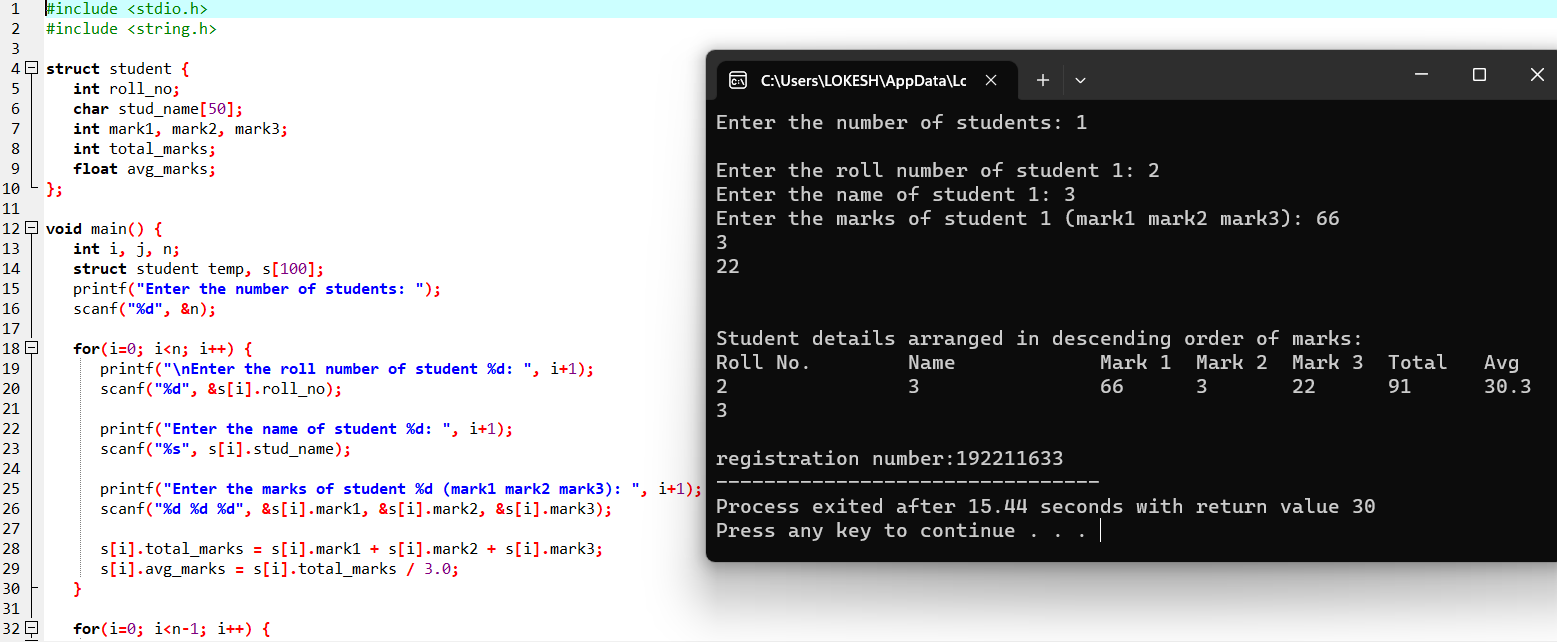 1 #include <stdio.h>
2 #include <string.h>
3
4 struct student {
5 int roll_no;
6 char stud_name[50];
7 int mark1, mark2, mark3;
8 int total_marks;
9 float avg_marks;
10 };
11
12 void main() {
13 int i, j, n;
14 struct student temp, s[100];
15 printf("Enter the number of students: ");
16 scanf("%d", &n);
17
18 for(i=0; i<n; i++) {
19 printf("\nEnter the roll number of student %d: ", i+1);
20 scanf("%d", &s[i].roll_no);
21
22 printf("Enter the name of student %d: ", i+1);
23 scanf("%s", s[i].stud_name);
24
25 printf("Enter the marks of student %d (mark1 mark2 mark3): ", i+1);
26 scanf("%d %d %d", &s[i].mark1, &s[i].mark2, &s[i].mark3);
27
28 s[i].total_marks = s[i].mark1 + s[i].mark2 + s[i].mark3;
29 s[i].avg_marks = s[i].total_marks / 3.0;
30 }
31
32 for(i=0; i<n-1; i++) {
C:\Users\LOKESH\AppData\Lc
Enter the number of students: 1
Enter the roll number of student 1: 2
Enter the name of student 1: 3
Enter the marks of student 1 (mark1 mark2 mark3): 66
3
22
Student details arranged in descending order of marks:
Roll No. Name Mark 1 Mark 2 Mark 3 Total Avg
2 3 66 3 22 91 30.3
3
registration number:192211633
--------------------------------
Process exited after 15.44 seconds with return value 30
Press any key to continue . . .